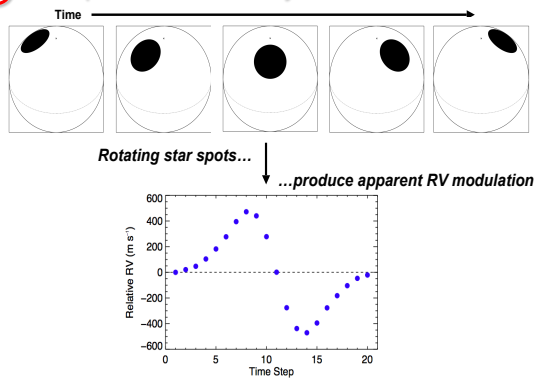 Time
Rotating star spots…
…produce apparent RV modulation
600
400
200
0
−200
−400
−600
Relative RV (m s⁻¹)
0 5 10 15 20
Time Step